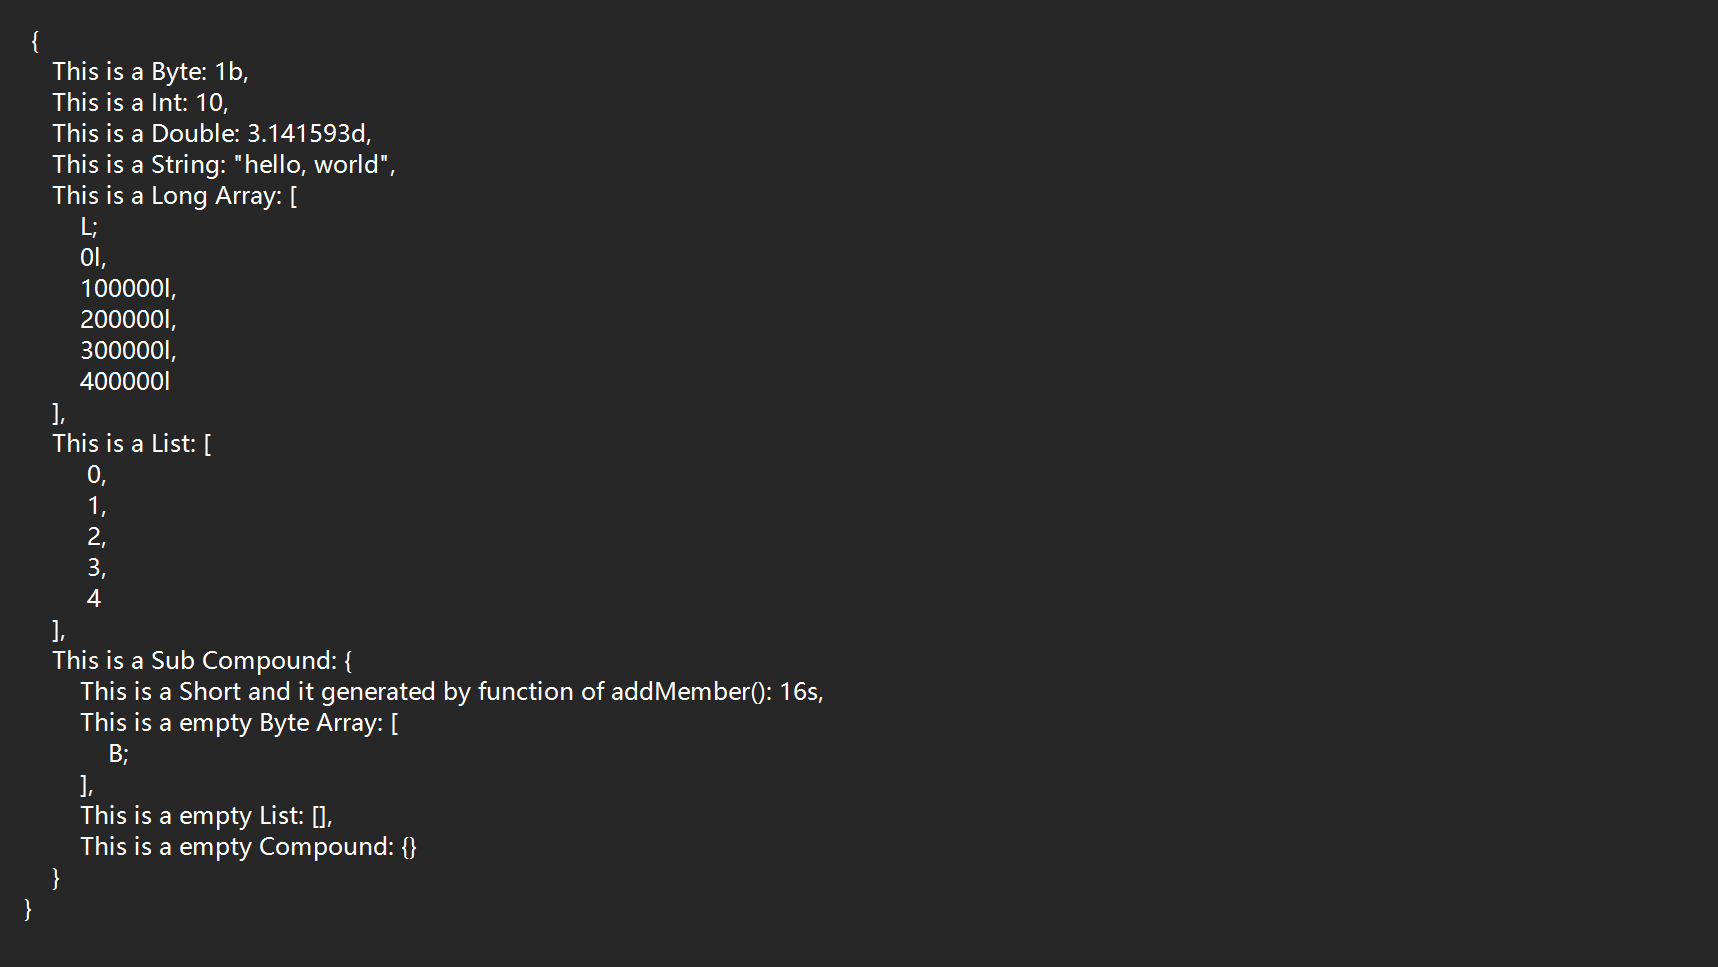 {
This is a Byte: 1b,
This is a Int: 10,
This is a Double: 3.141593d,
This is a String: "hello, world",
This is a Long Array: [
L;
0l,
100000l,
200000l,
300000l,
400000l
],
This is a List: [
0,
1,
2,
3,
4
],
This is a Sub Compound: {
This is a Short and it generated by function of addMember(): 16s,
This is a empty Byte Array: [
B;
],
This is a empty List: [],
This is a empty Compound: {}
}
}